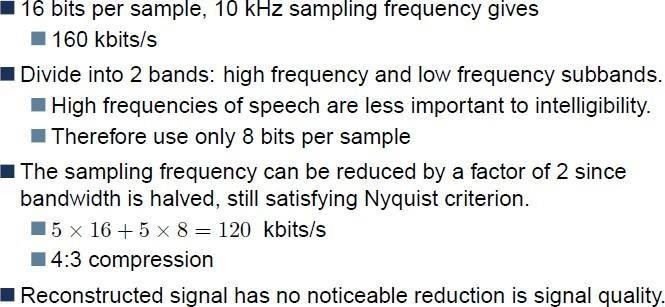 16 bits per sample, 10 kHz sampling frequency gives
160 kbits/s
Divide into 2 bands: high frequency and low frequency subbands.
High frequencies of speech are less important to intelligibility.
Therefore use only 8 bits per sample
The sampling frequency can be reduced by a factor of 2 since
bandwidth is halved, still satisfying Nyquist criterion.
5 × 16 + 5 × 8 = 120 kbits/s
4:3 compression
Reconstructed signal has no noticeable reduction is signal quality.